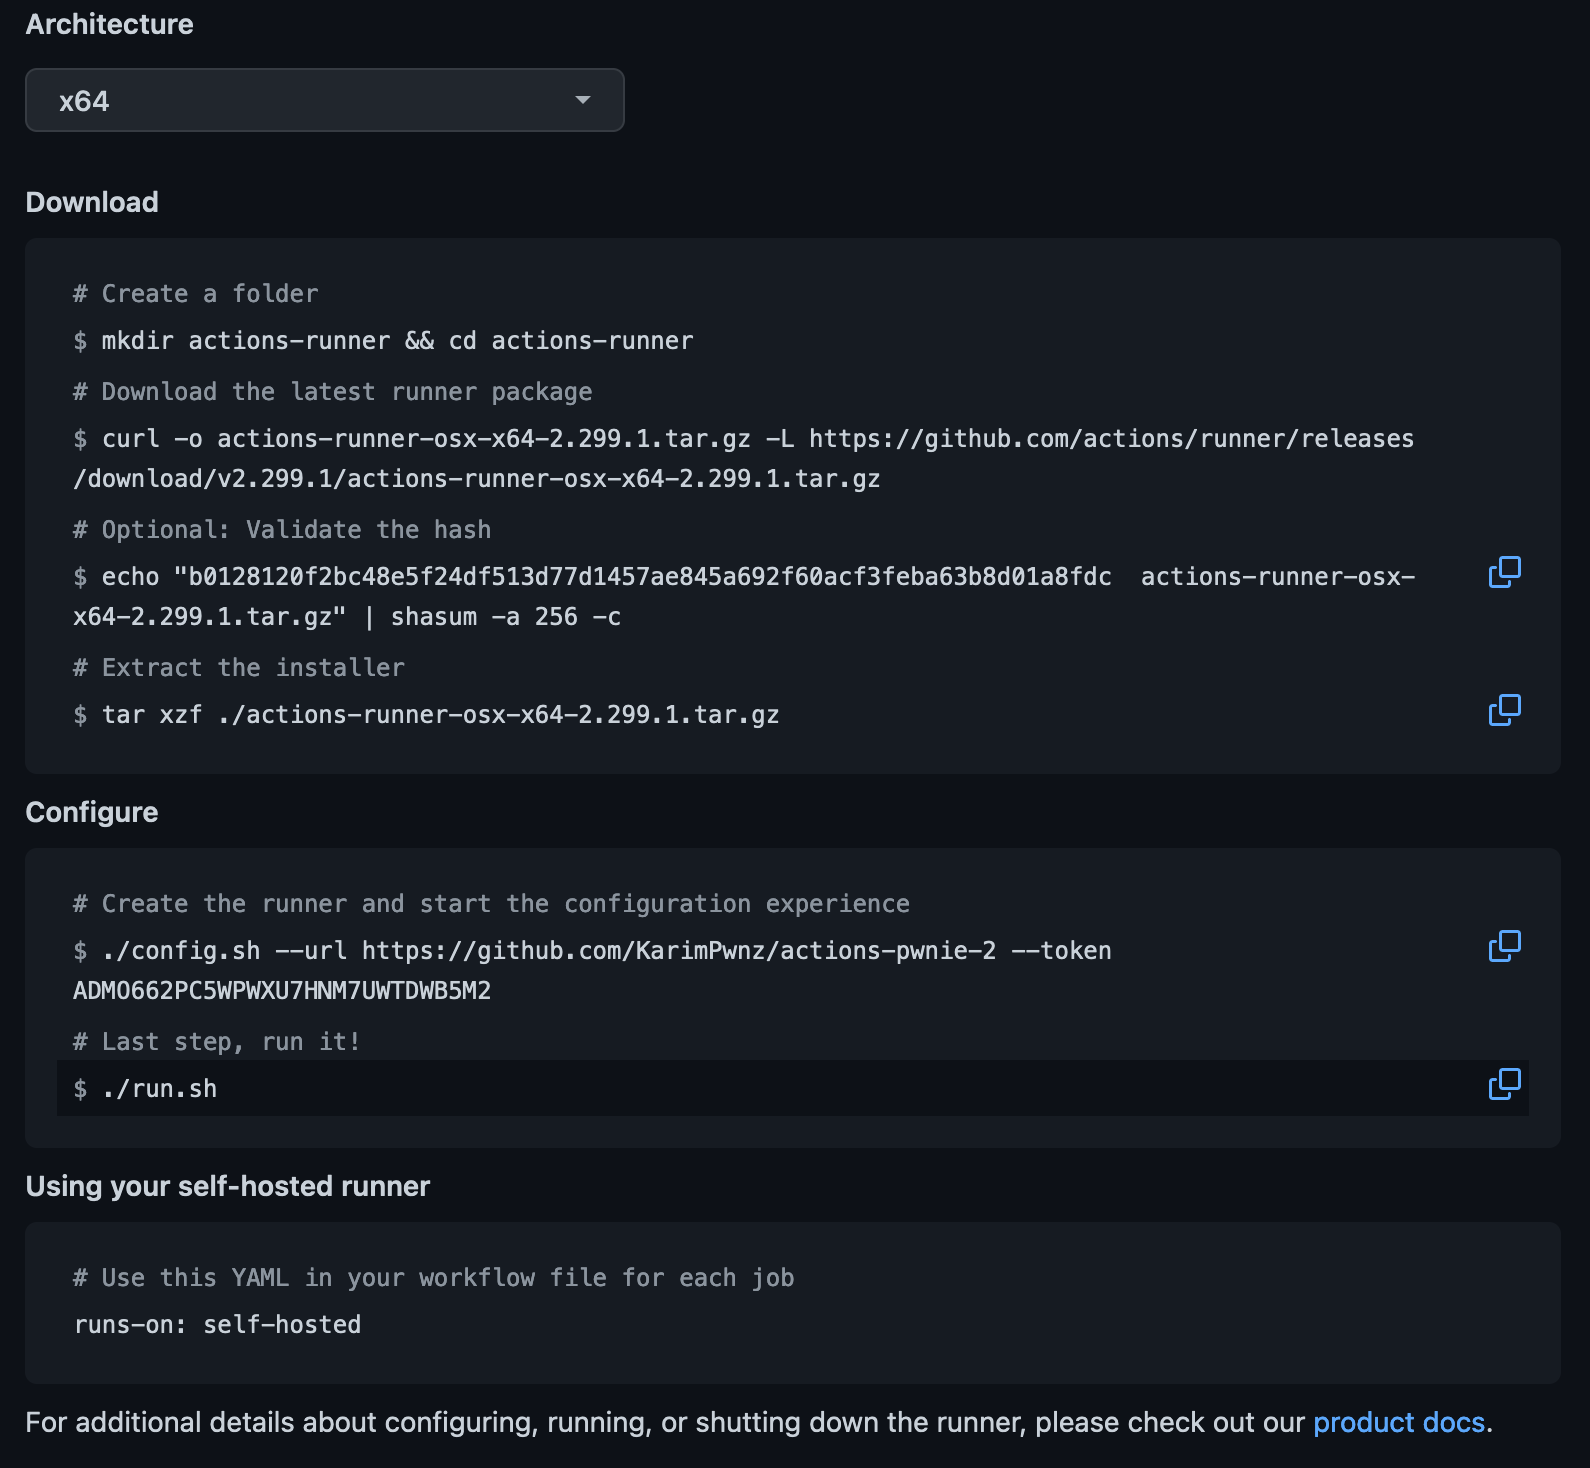 Architecture
x64
Download
# Create a folder
$ mkdir actions-runner && cd actions-runner
# Download the latest runner package
$ curl -o actions-runner-osx-x64-2.299.1.tar.gz -L https://github.com/actions/runner/releases
/download/v2.299.1/actions-runner-osx-x64-2.299.1.tar.gz
# Optional: Validate the hash
$ echo "b0128120f2bc48e5f24df513d77d1457ae845a692f60acf3feba63b8d01a8fdc  actions-runner-osx-
x64-2.299.1.tar.gz" | shasum -a 256 -c
# Extract the installer
$ tar xzf ./actions-runner-osx-x64-2.299.1.tar.gz
Configure
# Create the runner and start the configuration experience
$ ./config.sh --url https://github.com/KarimPwnz/actions-pwnie-2 --token
ADMO662PC5WPWXU7HNM7UWTDWB5M2
# Last step, run it!
$ ./run.sh
Using your self-hosted runner
# Use this YAML in your workflow file for each job
runs-on: self-hosted
For additional details about configuring, running, or shutting down the runner, please check out our product docs.